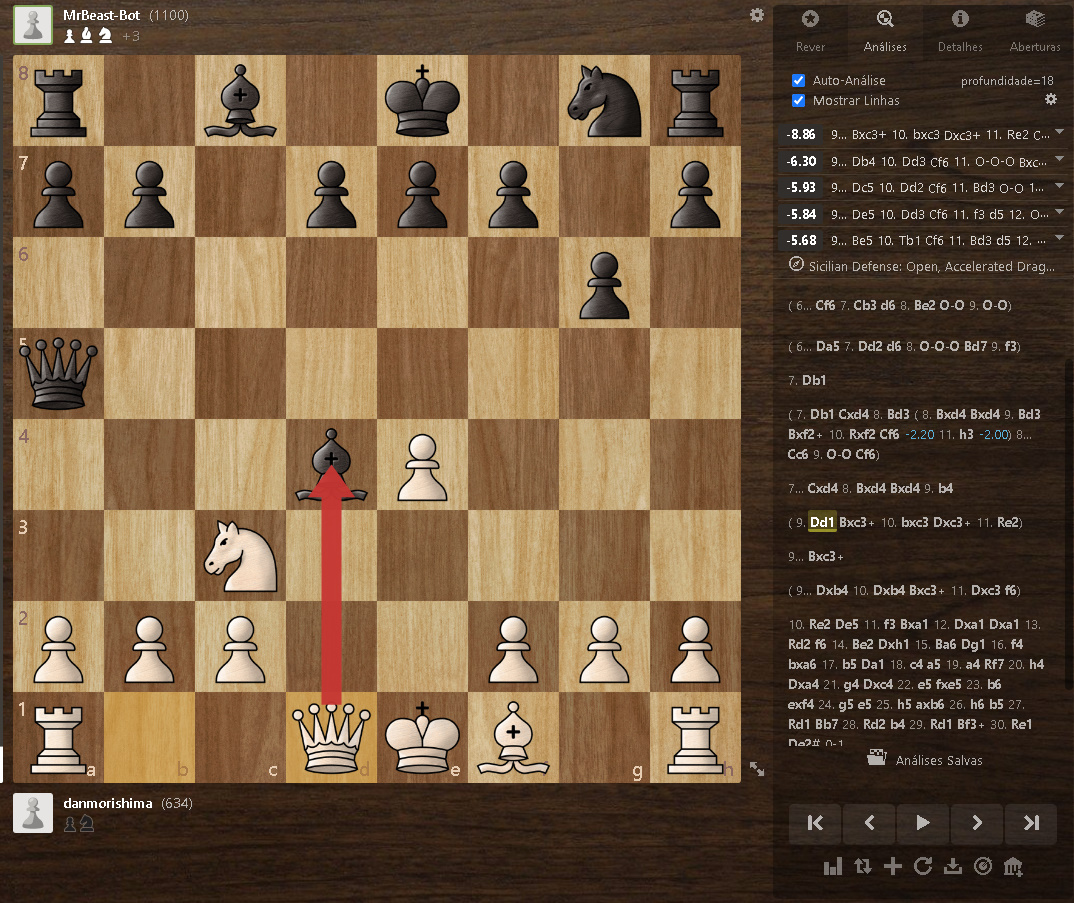 MrBeast-Bot (1100)
+3
8
7
6
5
4
3
2
1
a
b
c
d
e
g
h
danmorishima (634)
Rever
Análises
Detalhes
Aberturas
Auto-Análise
profundidade=18
Mostrar Linhas
-8.86 9... Bxc3+ 10. bxc3 Dxc3+ 11. Re2 C...
-6.30 9... Db4 10. Dd3 Cf6 11. O-O-O Bxc...
-5.93 9... Dc5 10. Dd2 Cf6 11. Bd3 O-O 1...
-5.84 9... De5 10. Dd3 Cf6 11. f3 d5 12. O...
-5.68 9... Be5 10. Tb1 Cf6 11. Bd3 d5 12. ...
Sicilian Defense: Open, Accelerated Drag...
( 6... Cf6 7. Cb3 d6 8. Be2 O-O 9. O-O)
( 6... Da5 7. Dd2 d6 8. O-O-O Bd7 9. f3)
7. Db1
( 7. Db1 Cxd4 8. Bd3 ( 8. Bxd4 Bxd4 9. Bd3
Bxf2+ 10. Rxf2 Cf6 -2.20 11. h3 -2.00) 8...
Cc6 9. O-O Cf6)
7... Cxd4 8. Bxd4 Bxd4 9. b4
( 9. Dd1 Bxc3+ 10. bxc3 Dxc3+ 11. Re2)
9... Bxc3+
( 9... Dxb4 10. Dxb4 Bxc3+ 11. Dxc3 f6)
10. Re2 De5 11. f3 Bxa1 12. Dxa1 Dxa1 13.
Rd2 f6 14. Be2 Dxh1 15. Ba6 Dg1 16. f4
bxa6 17. b5 Da1 18. c4 a5 19. a4 Rf7 20. h4
Dxa4 21. g4 Dxc4 22. e5 fxe5 23. b6
exf4 24. g5 e5 25. h5 axb6 26. h6 b5 27.
Rd1 Bb7 28. Rd2 b4 29. Rd1 Bf3+ 30. Re1
De2# 0-1
Análises Salvas